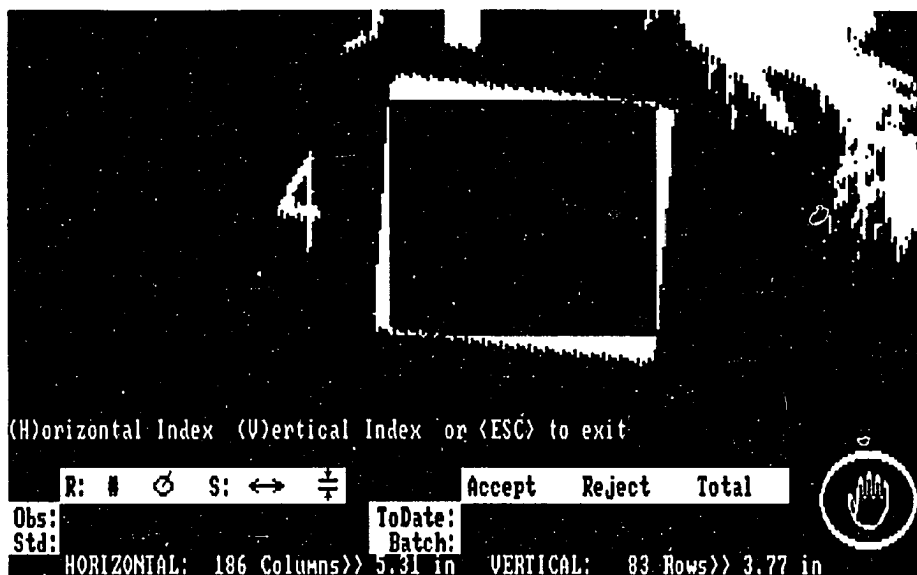 4
(H)orizontal Index (V)ertical Index or <ESC> to exit
R: # S: Accept Reject Total
Obs: ToDate:
Std: Batch:
HORIZONTAL: 186 Columns>> 5.31 in VERTICAL: 83 Rows>> 3.77 in